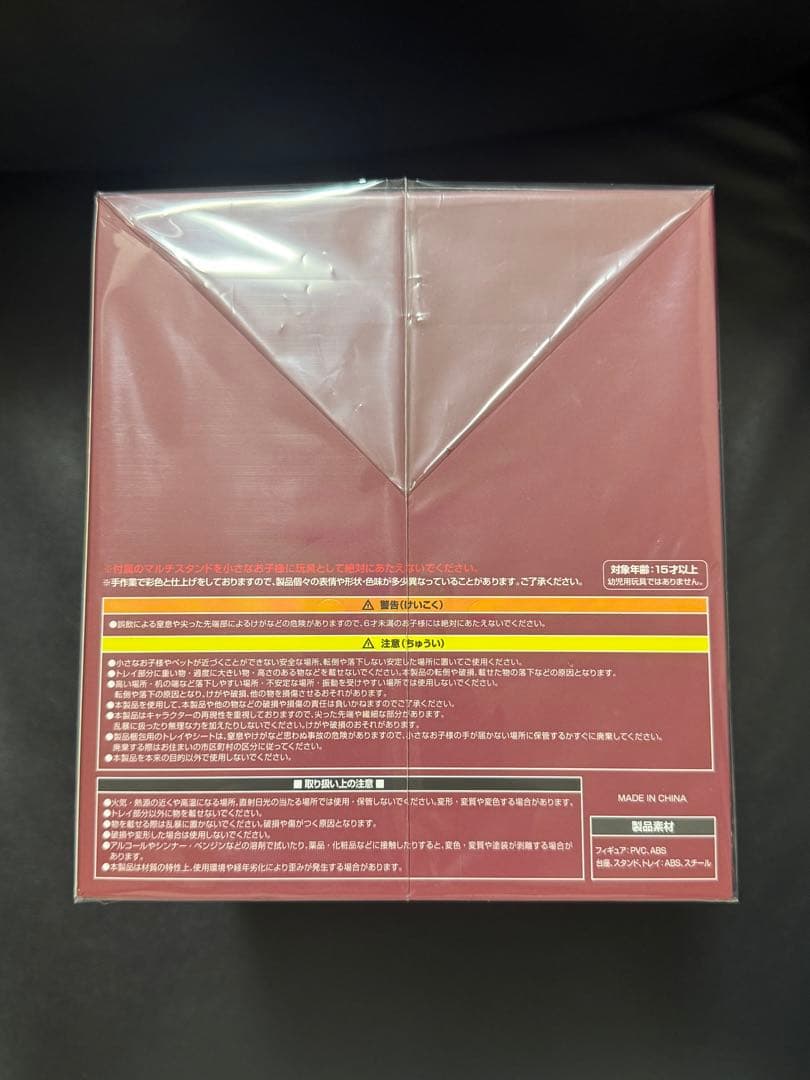 ※付属のマルチスタンドを小さなお子様に玩具として絶対にあたえないでください。
※手作業で彩色と仕上げをしておりますので、製品個々の表情や形状・色味が多少異なっていることがあります。ご了承ください。
対象年齢:15才以上
幼児用玩具ではありません。
⚠ 警告(けいこく)
●誤飲による窒息や尖った先端部によるけがなどの危険がありますので、6才未満のお子様には絶対にあたえないでください。
⚠ 注意(ちゅうい)
●小さなお子様やペットが近づくことができない安全な場所、転倒や落下しない安定した場所に置いてご使用ください。
●トレイ部分に重い物・過度に大きい物・高さのある物などを載せないでください。本製品の転倒や破損、載せた物の落下などの原因となります。
●高い場所・机の端など落下しやすい場所・不安定な場所・振動を受けやすい場所では使用しないでください。
転倒や落下の原因となり、けがや破損、他の物を損傷させるおそれがあります。
●本製品を使用して、本製品や他の物などの破損や損傷の責任は負いかねますのでご了承ください。
●本製品はキャラクターの再現性を重視しておりますので、尖った先端や繊細な部分があります。
乱暴に扱ったり無理な力を加えたりしないでください。けがや破損のおそれがあります。
●製品梱包用のトレイやシートは、窒息やけがなど思わぬ事故の危険がありますので、小さなお子様の手が届かない場所に保管するかすぐに廃棄してください。
廃棄する際はお住まいの市区町村の区分に従ってください。
●本製品を本来の目的以外で使用しないでください。
■ 取り扱い上の注意 ■
●火気・熱源の近くや高温になる場所、直射日光の当たる場所では使用・保管しないでください。変形・変質や変色する場合があります。
●トレイ部分以外に物を載せないでください。
●物を載せる際は乱暴に置かないでください。破損や傷がつく原因となります。
●破損や変形した場合は使用しないでください。
●アルコールやシンナー・ベンジンなどの溶剤で拭いたり、薬品・化粧品などに接触したりすると、変色・変質や塗装が剥離する場合が
あります。
●本製品は材質の特性上、使用環境や経年劣化により歪みが発生する場合があります。
MADE IN CHINA
製品素材
フィギュア:PVC、ABS
台座、スタンド、トレイ:ABS、スチール